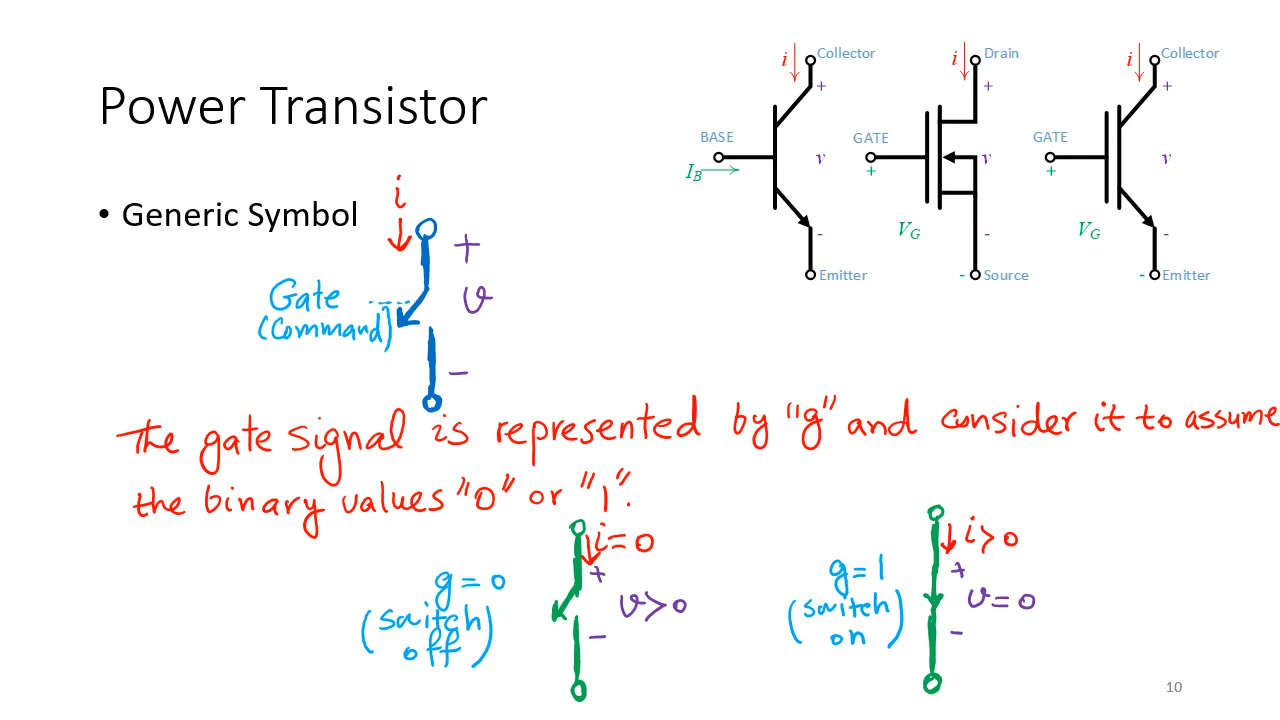 Power Transistor
• Generic Symbol
i
+
Gate
(Command)
v
-
i
Collector
+
BASE
I_B
v
-
Emitter
i
Drain
+
GATE
+
v
V_G
-
- Source
i
Collector
+
GATE
+
v
V_G
-
- Emitter
The gate signal is represented by "g" and consider it to assume
the binary values "0" or "1".
g = 0
(switch
off)
i = 0
+
v > 0
-
g = 1
(switch
on)
i > 0
+
v = 0
-
10